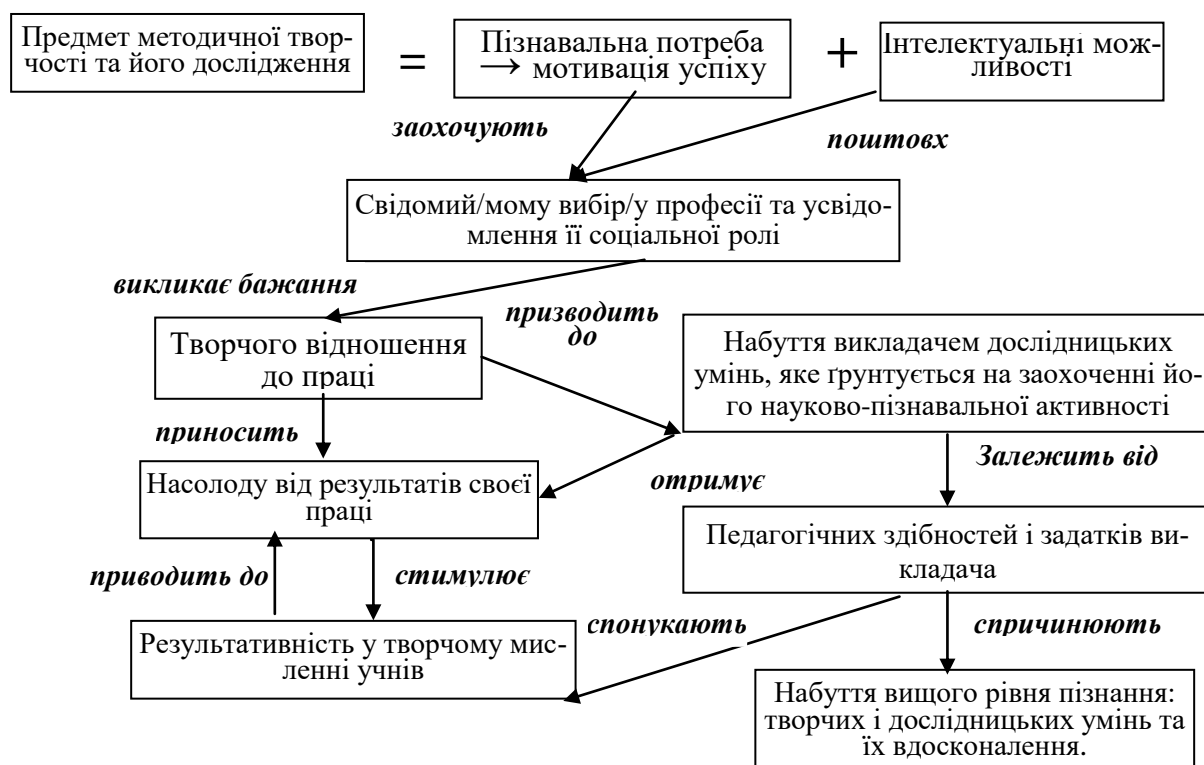 Предмет методичної твор-
чості та його дослідження
=
Пізнавальна потреба
→ мотивація успіху
+
Інтелектуальні мож-
ливості
заохочують
поштовх
Свідомий/мому вибір/у професії та усвідо-
млення її соціальної ролі
викликає бажання
призводить
до
Творчого відношення
до праці
Набуття викладачем дослідницьких
умінь, яке ґрунтується на заохоченні йо-
го науково-пізнавальної активності
приносить
Залежить від
Насолоду від результатів своєї
праці
отримує
Педагогічних здібностей і задатків ви-
кладача
приводить до
стимулює
спонукають
спричинюють
Результативність у творчому мис-
ленні учнів
Набуття вищого рівня пізнання:
творчих і дослідницьких умінь та
їх вдосконалення.